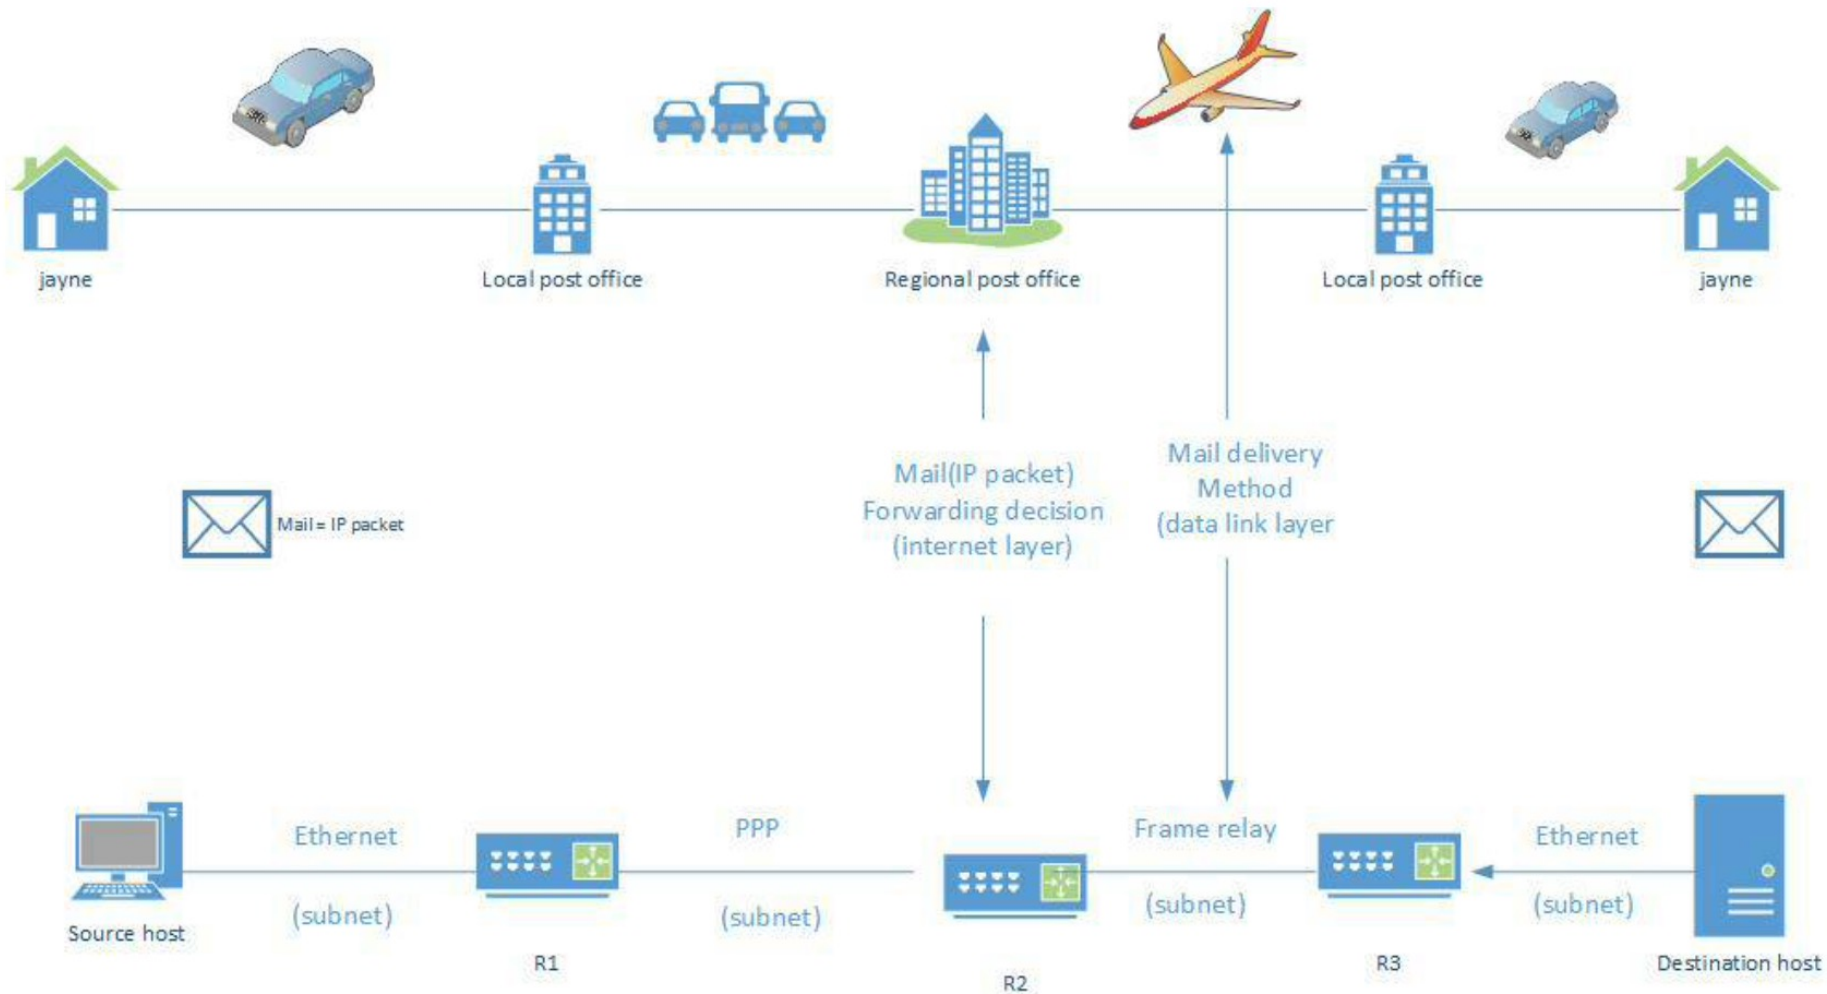 jayne
Local post office
Regional post office
Local post office
jayne
Mail = IP packet
Mail(IP packet)
Forwarding decision
(internet layer)
Mail delivery
Method
(data link layer
Ethernet
PPP
Frame relay
Ethernet
(subnet)
(subnet)
(subnet)
(subnet)
Source host
R1
R2
R3
Destination host